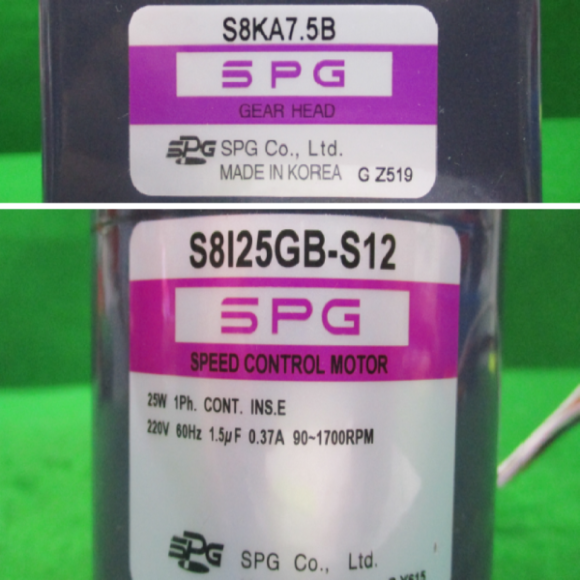 S8KA7.5B
SPG
GEAR HEAD
SPG SPG Co., Ltd.
MADE IN KOREA G Z519
S8I25GB-S12
SPG
SPEED CONTROL MOTOR
25W 1Ph. CONT. INS.E
220V 60Hz 1.5μF 0.37A 90~1700RPM
SPG SPG Co., Ltd.